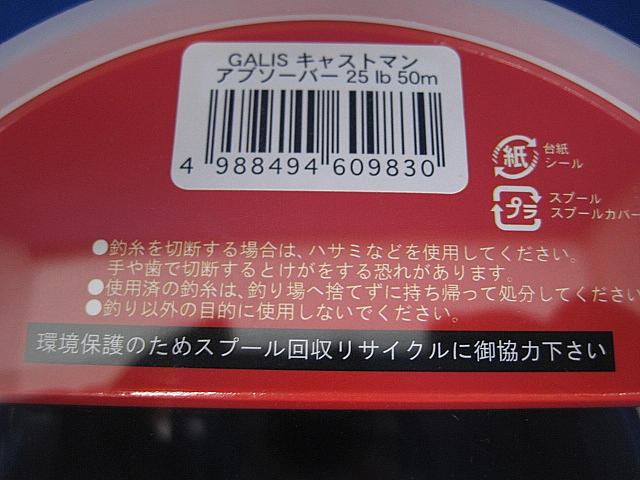 GALIS キャストマン
アブソーバー 25 lb 50m
4 988494 609830
紙
台紙
シール
プラ
スプール
スプールカバー
●釣糸を切断する場合は、ハサミなどを使用してください。
手や歯で切断するとけがをする恐れがあります。
●使用済の釣糸は、釣り場へ捨てずに持ち帰って処分してくださ
●釣り以外の目的に使用しないでください。
環境保護のためスプール回収リサイクルに御協力下さい